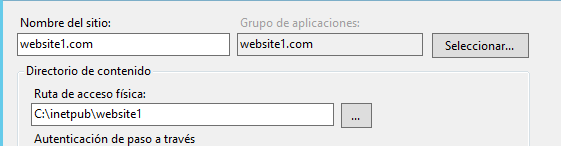 Nombre del sitio: Grupo de aplicaciones:
website1.com website1.com Seleccionar...
Directorio de contenido
Ruta de acceso física:
C:\inetpub\website1 ...
Autenticación de paso a través